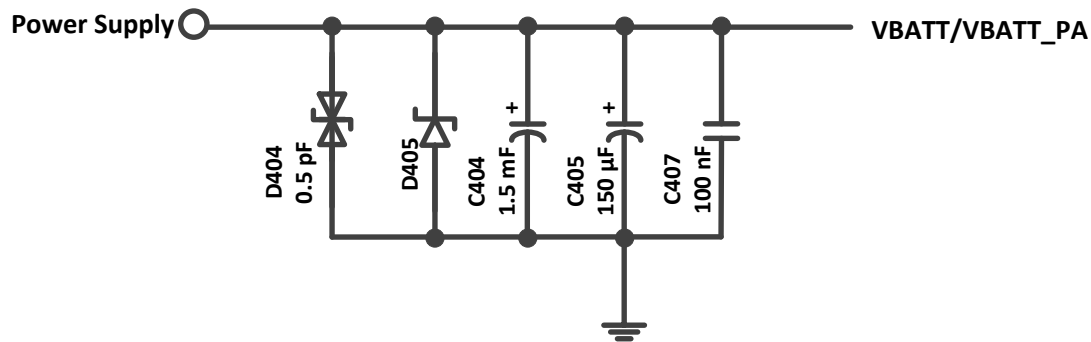 Power Supply
VBATT/VBATT_PA
D404
0.5 pF
D405
C404
1.5 mF
+
C405
150 µF
+
C407
100 nF